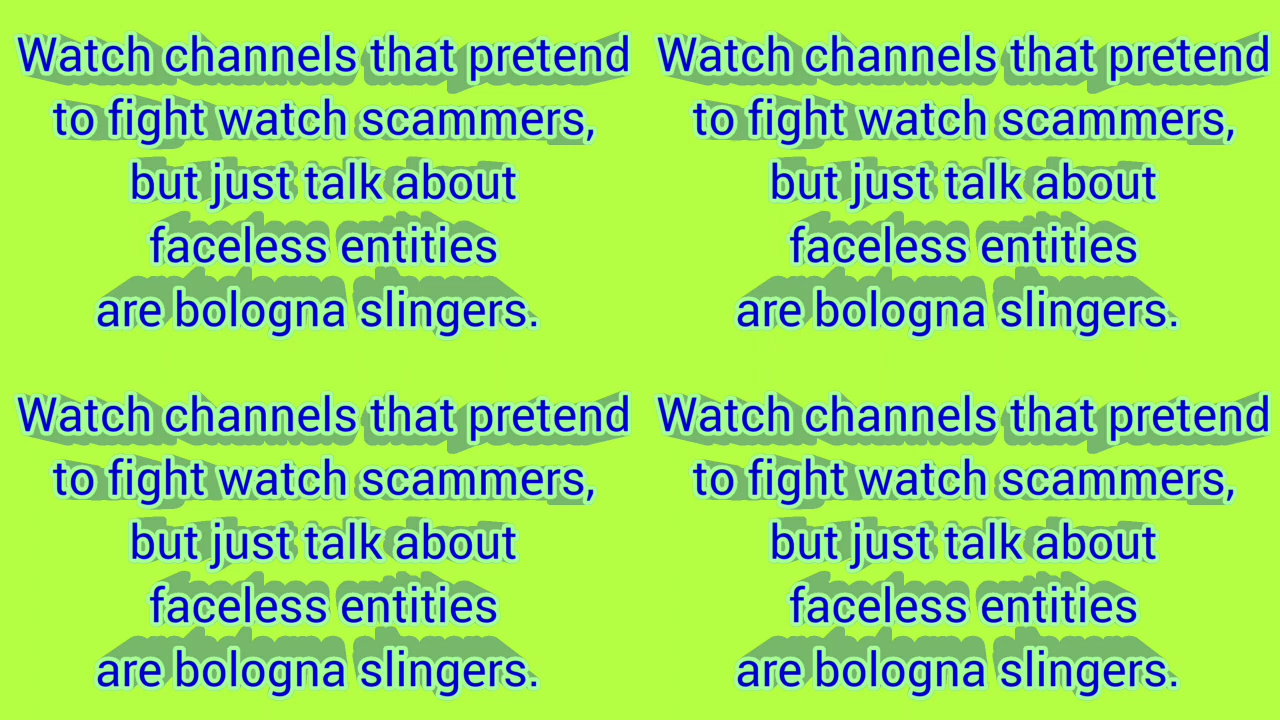 Watch channels that pretend
to fight watch scammers,
but just talk about
faceless entities
are bologna slingers.
Watch channels that pretend
to fight watch scammers,
but just talk about
faceless entities
are bologna slingers.
Watch channels that pretend
to fight watch scammers,
but just talk about
faceless entities
are bologna slingers.
Watch channels that pretend
to fight watch scammers,
but just talk about
faceless entities
are bologna slingers.